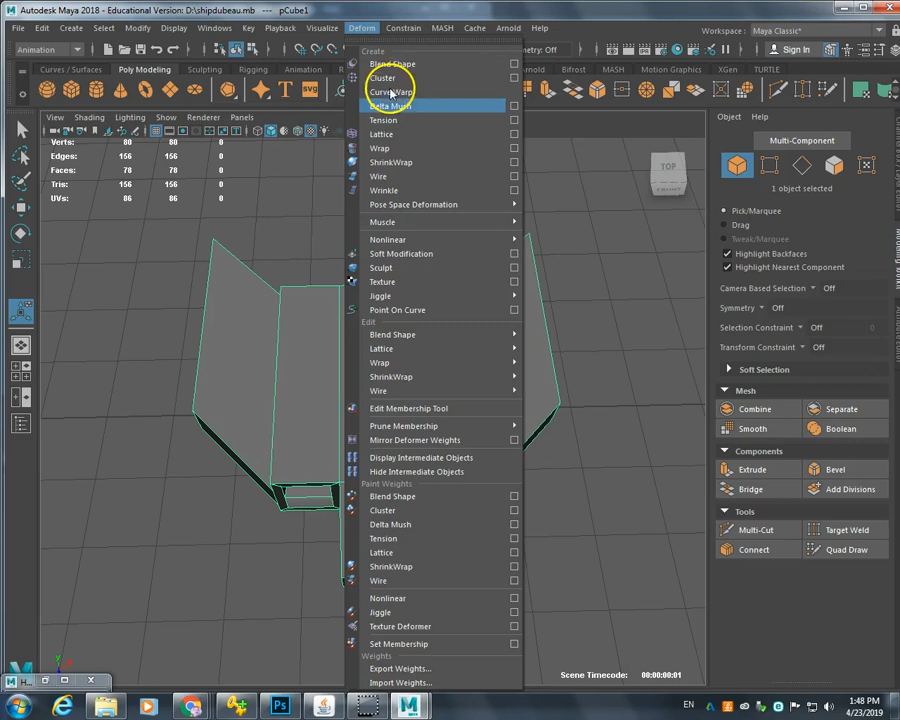 Autodesk Maya 2018 - Educational Version: D:\shipdubeau.mb  -  pCube1
File Edit Create Select Modify Display Windows Key Playback Visualize Deform Constrain MASH Cache Arnold Help
Workspace : Maya Classic*
Animation
Off
Sign In
Curves / Surfaces Poly Modeling Sculpting Rigging Arnold Bifrost MASH Motion Graphics XGen TURTLE
SVG
View Shading Lighting Show Renderer Panels
Verts: 80 80 0
Edges: 156 156 0
Faces: 78 78 0
Tris: 156 156 0
UVs: 86 86 0
TOP
FRONT
Create
Blend Shape
Cluster
CurveWarp
Delta Mush
Tension
Lattice
Wrap
ShrinkWrap
Wire
Wrinkle
Pose Space Deformation
Muscle
Nonlinear
Soft Modification
Sculpt
Texture
Jiggle
Point On Curve
Edit
Blend Shape
Lattice
Wrap
ShrinkWrap
Wire
Edit Membership Tool
Prune Membership
Mirror Deformer Weights
Display Intermediate Objects
Hide Intermediate Objects
Paint Weights
Blend Shape
Cluster
Delta Mush
Tension
Lattice
ShrinkWrap
Wire
Nonlinear
Jiggle
Texture Deformer
Set Membership
Weights
Export Weights...
Import Weights...
Object Help
Multi-Component
1 object selected
Pick/Marquee
Drag
Tweak/Marquee
Highlight Backfaces
Highlight Nearest Component
Camera Based Selection Off
Symmetry Off
Selection Constraint Off 0
Transform Constraint Off
Soft Selection
Mesh
Combine Separate
Smooth Boolean
Components
Extrude Bevel
Bridge Add Divisions
Tools
Multi-Cut Target Weld
Connect Quad Draw
Scene Timecode: 00:00:00:01
y
x
H...
Ps
EN
1:48 PM
4/23/2019